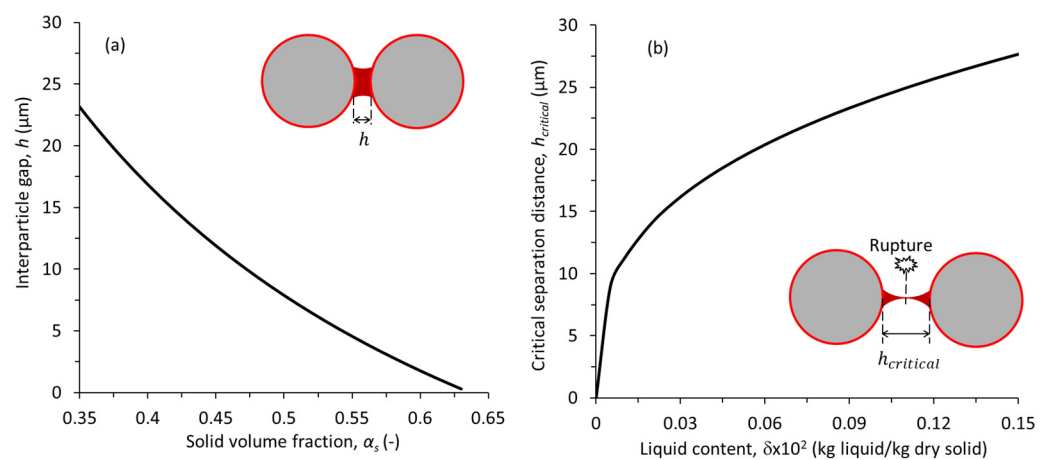 (a)
30
25
20
15
10
5
0
Interparticle gap, h (μm)
h
0.35 0.4 0.45 0.5 0.55 0.6 0.65
Solid volume fraction, αs (-)
(b)
30
25
20
15
10
5
0
Critical separation distance, hcritical (μm)
Rupture
hcritical
0 0.03 0.06 0.09 0.12 0.15
Liquid content, δx10² (kg liquid/kg dry solid)